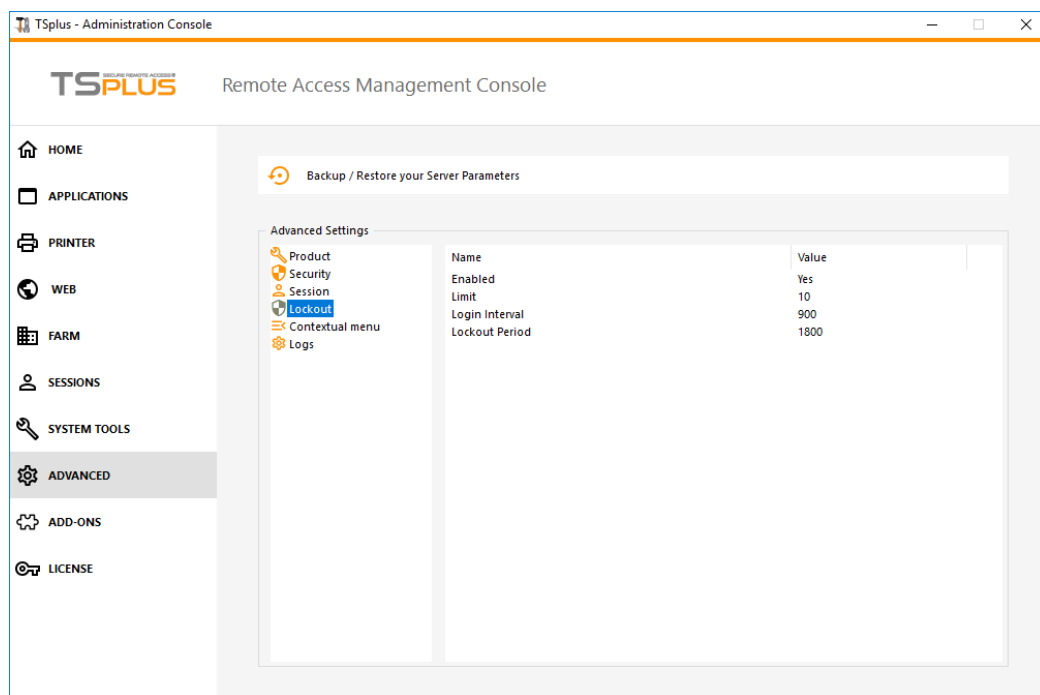 TSplus - Administration Console
TSPLUS
SECURE REMOTE ACCESS®
Remote Access Management Console
HOME
APPLICATIONS
PRINTER
WEB
FARM
SESSIONS
SYSTEM TOOLS
ADVANCED
ADD-ONS
LICENSE
Backup / Restore your Server Parameters
Advanced Settings
Product
Security
Session
Lockout
Contextual menu
Logs
Name Value
Enabled Yes
Limit 10
Login Interval 900
Lockout Period 1800